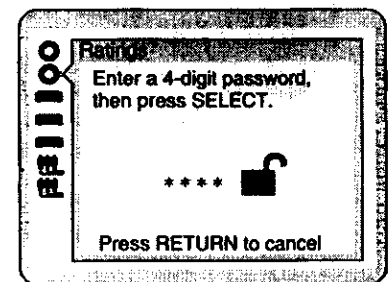 Ratings
Enter a 4-digit password,
then press SELECT.
* * * *
Press RETURN to cancel